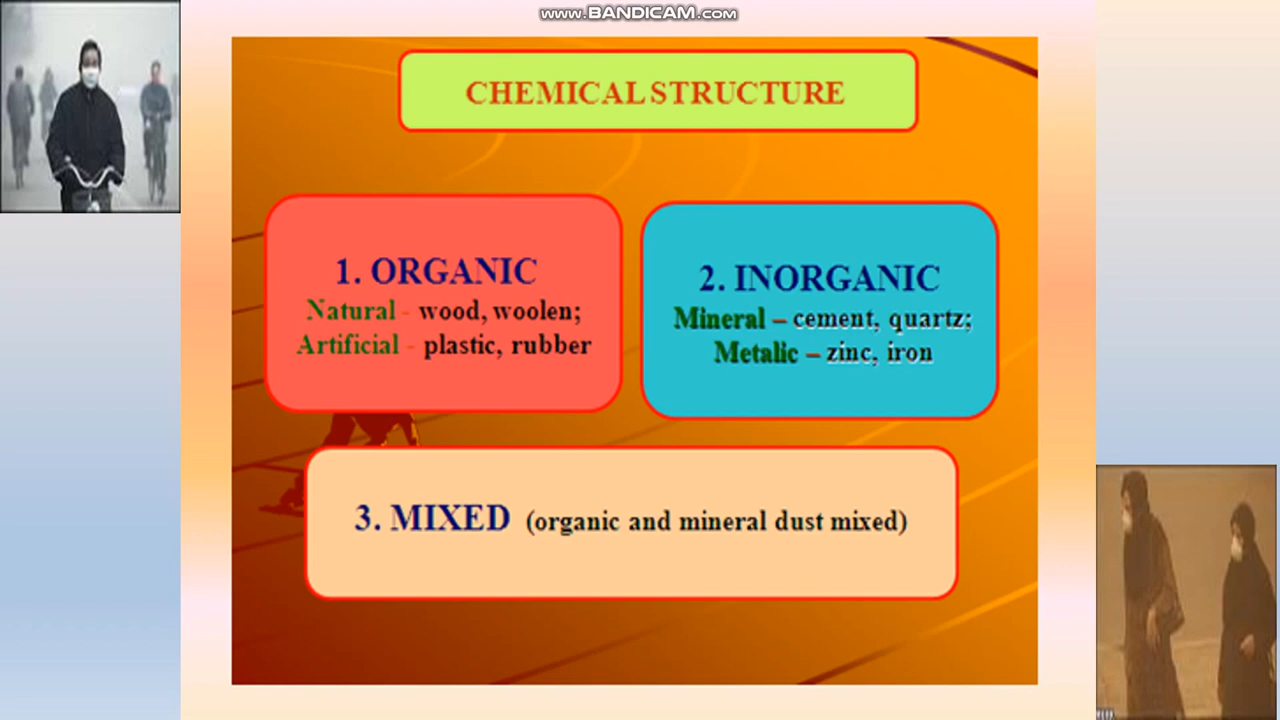 www.BANDICAM.com
CHEMICAL STRUCTURE
1. ORGANIC
Natural - wood, woolen;
Artificial - plastic, rubber
2. INORGANIC
Mineral – cement, quartz;
Metalic – zinc, iron
3. MIXED (organic and mineral dust mixed)